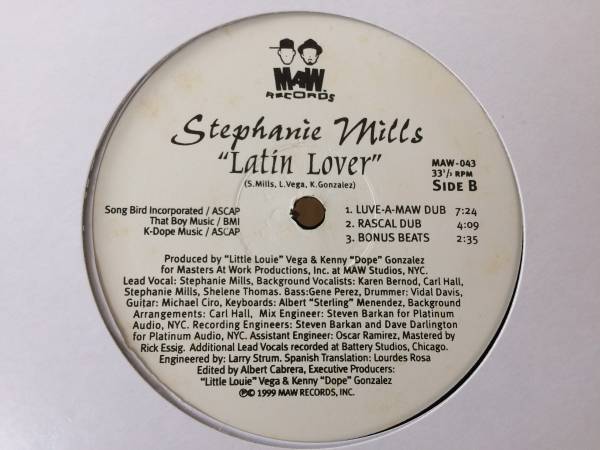 MAW
RECORDS
Stephanie Mills
"Latin Lover"
(S.Mills, L.Vega, K.Gonzalez)
MAW-043
33 1/3 RPM
SIDE B
Song Bird Incorporated / ASCAP
That Boy Music / BMI
K-Dope Music / ASCAP
1. LUVE-A-MAW DUB 7:24
2. RASCAL DUB 4:09
3. BONUS BEATS 2:35
Produced by "Little Louie" Vega & Kenny "Dope" Gonzalez
for Masters At Work Productions, Inc. at MAW Studios, NYC.
Lead Vocal: Stephanie Mills, Background Vocalists: Karen Bernod, Carl Hall,
Stephanie Mills, Shelene Thomas. Bass:Gene Perez, Drummer: Vidal Davis,
Guitar: Michael Ciro, Keyboards: Albert "Sterling" Menendez, Background
Arrangements: Carl Hall, Mix Engineer: Steven Barkan for Platinum
Audio, NYC. Recording Engineers: Steven Barkan and Dave Darlington
for Platinum Audio, NYC. Assistant Engineer: Oscar Ramirez, Mastered by
Rick Essig. Additional Lead Vocals recorded at Battery Studios, Chicago.
Engineered by: Larry Strum. Spanish Translation: Lourdes Rosa
Edited by Albert Cabrera, Executive Producers:
"Little Louie" Vega & Kenny "Dope" Gonzalez
℗© 1999 MAW RECORDS, INC.